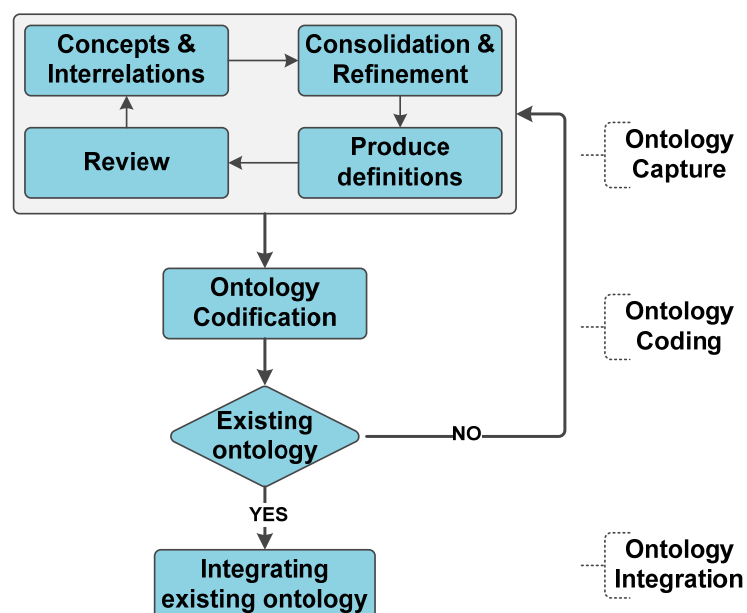 Concepts &
Interrelations
Consolidation &
Refinement
Review
Produce
definitions
Ontology
Capture
Ontology
Codification
Ontology
Coding
Existing
ontology
NO
YES
Integrating
existing ontology
Ontology
Integration